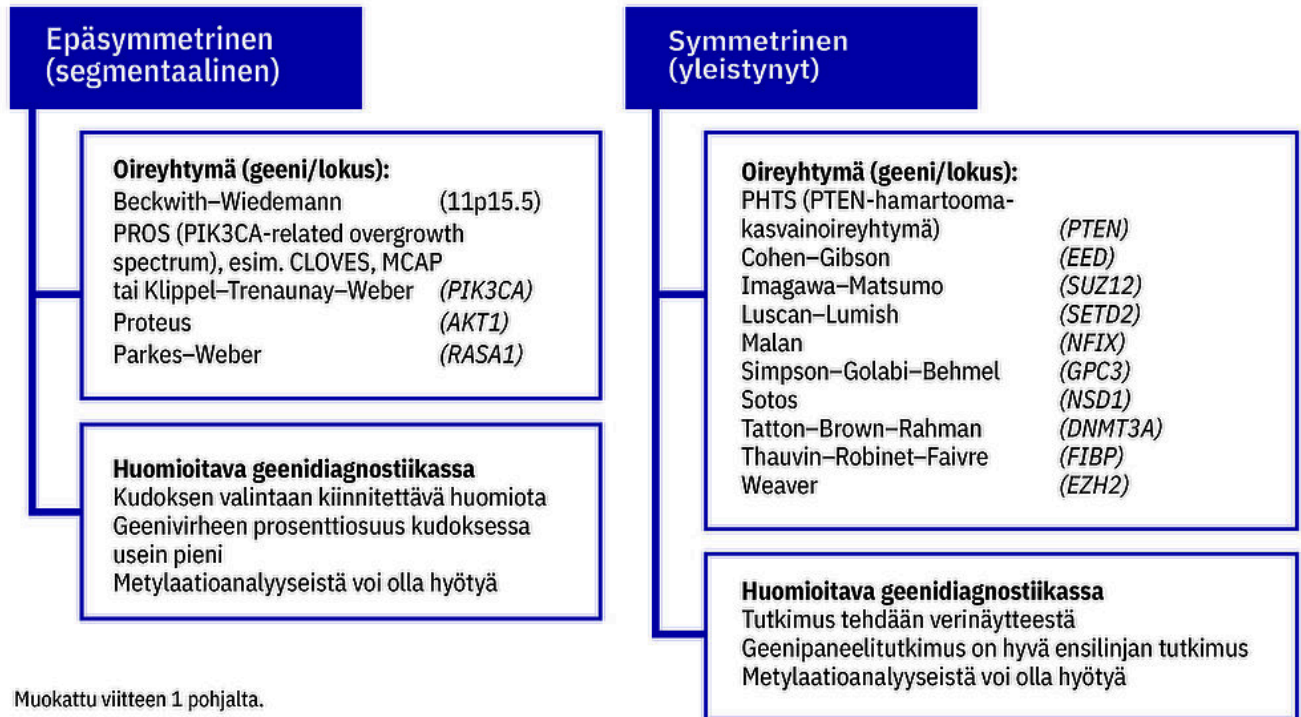 Epäsymmetrinen
(segmentaalinen)
Oireyhtymä (geeni/lokus):
Beckwith–Wiedemann (11p15.5)
PROS (PIK3CA-related overgrowth
spectrum), esim. CLOVES, MCAP
tai Klippel–Trenaunay–Weber (PIK3CA)
Proteus (AKT1)
Parkes–Weber (RASA1)
Huomioitava geenidiagnostiikassa
Kudoksen valintaan kiinnitettävä huomiota
Geenivirheen prosenttiosuus kudoksessa
usein pieni
Metylaatioanalyyseistä voi olla hyötyä
Symmetrinen
(yleistynyt)
Oireyhtymä (geeni/lokus):
PHTS (PTEN-hamartooma-
kasvainoireyhtymä) (PTEN)
Cohen–Gibson (EED)
Imagawa–Matsumo (SUZ12)
Luscan–Lumish (SETD2)
Malan (NFIX)
Simpson–Golabi–Behmel (GPC3)
Sotos (NSD1)
Tatton–Brown–Rahman (DNMT3A)
Thauvin–Robinet–Faivre (FIBP)
Weaver (EZH2)
Huomioitava geenidiagnostiikassa
Tutkimus tehdään verinäytteestä
Geenipaneelitutkimus on hyvä ensilinjan tutkimus
Metylaatioanalyyseistä voi olla hyötyä
Muokattu viitteen 1 pohjalta.